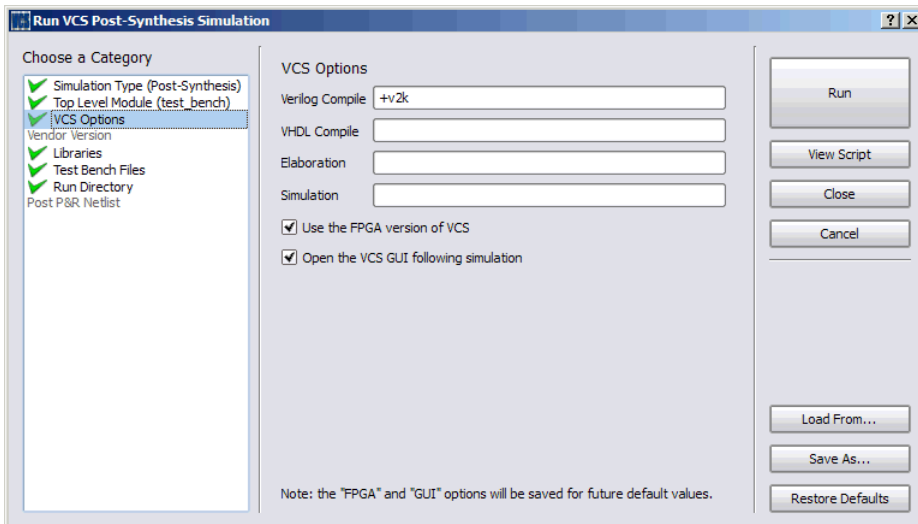 Run VCS Post-Synthesis Simulation
Choose a Category
Simulation Type (Post-Synthesis)
Top Level Module (test_bench)
VCS Options
Vendor Version
Libraries
Test Bench Files
Run Directory
Post P&R Netlist
VCS Options
Verilog Compile +v2k
VHDL Compile
Elaboration
Simulation
Use the FPGA version of VCS
Open the VCS GUI following simulation
Note: the "FPGA" and "GUI" options will be saved for future default values.
Run
View Script
Close
Cancel
Load From...
Save As...
Restore Defaults